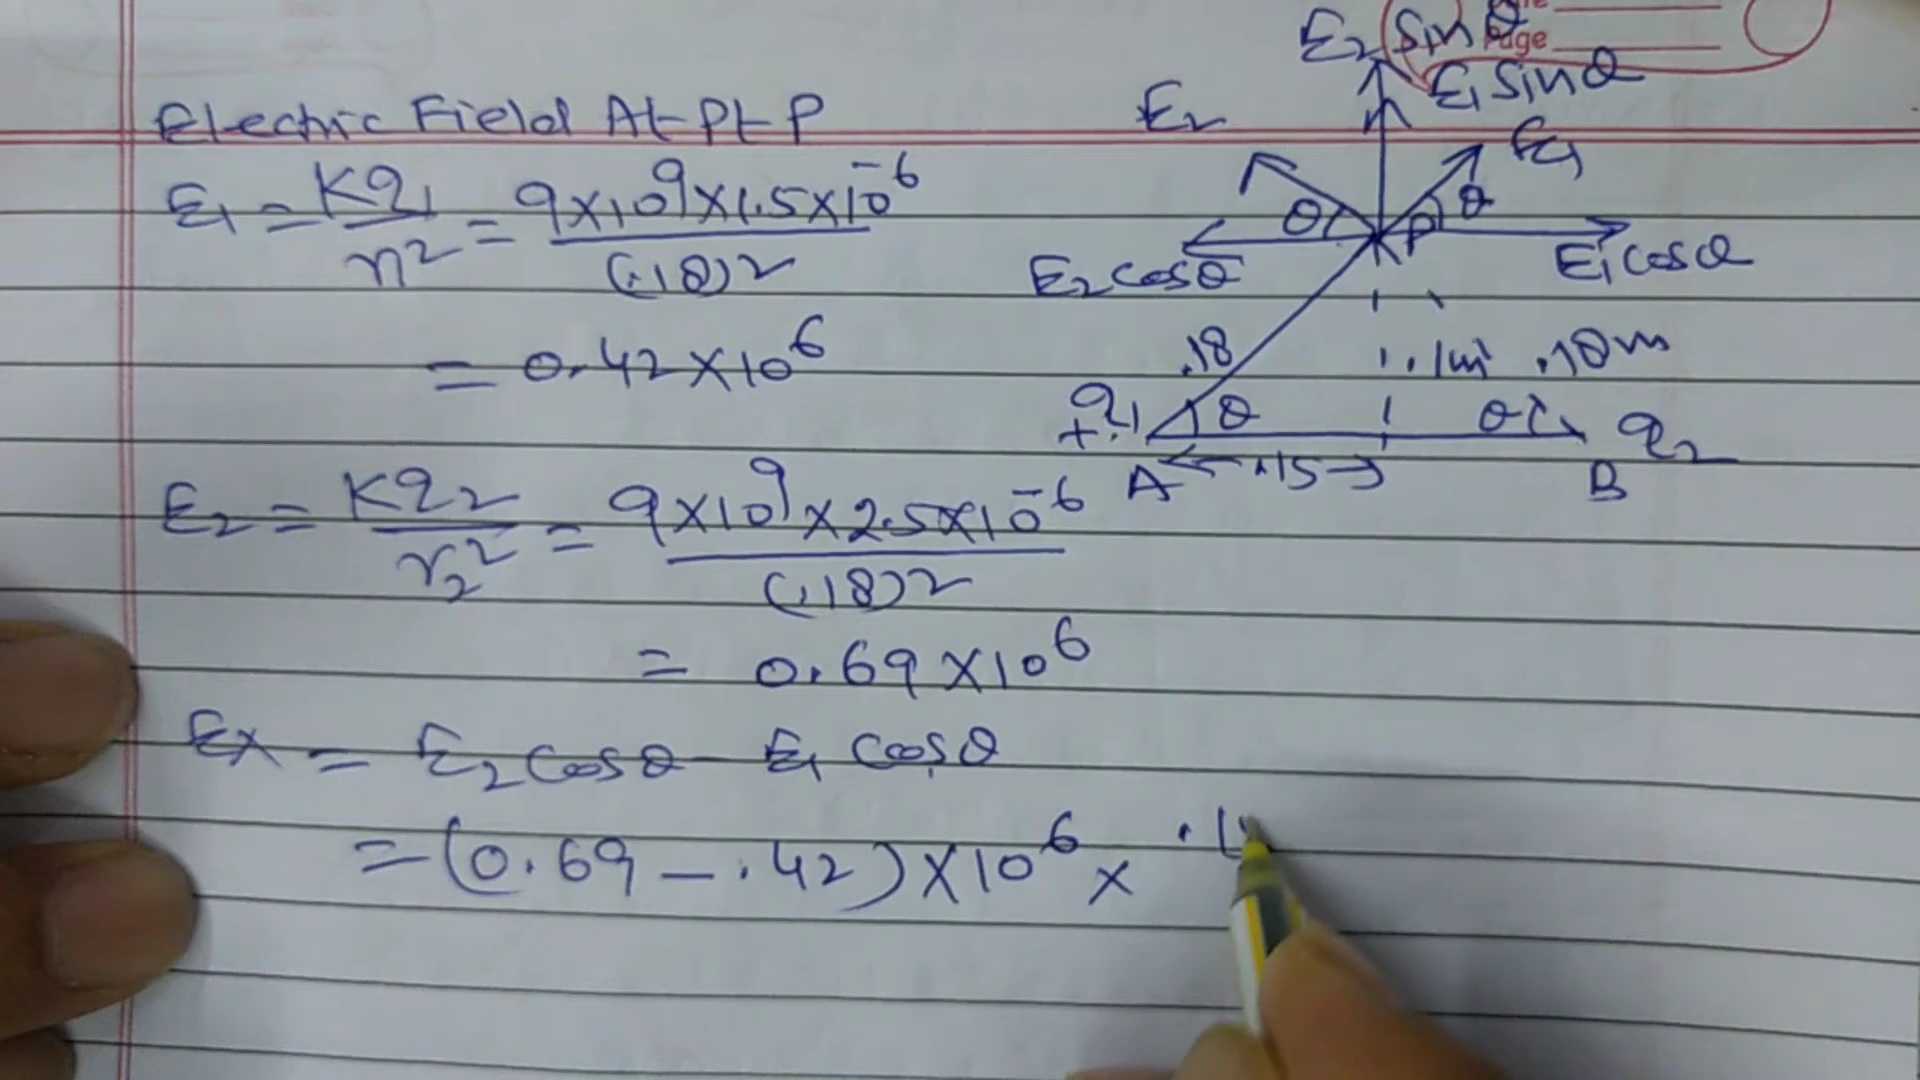 Page
E₂ sinθ
E₁ sinθ
Electric Field At Pt P
E₂
E₁
E₁ = Kq₁/r² = 9×10⁹×1.5×10⁻⁶/(.18)²
θ P θ
E₂ cosθ E₁ cosθ
= 0.42×10⁶
.18 .1m .18m
q₁ θ θ q₂
+
A .15 B
E₂ = Kq₂/r₂² = 9×10⁹×2.5×10⁻⁶/(.18)²
= 0.69×10⁶
Ex = E₂ cosθ - E₁ cosθ
= (0.69 - .42)×10⁶ ×